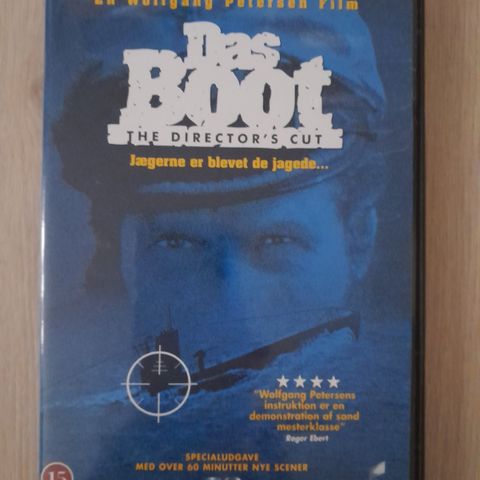 En Wolfgang Petersen Film
Das
Boot
THE DIRECTOR'S CUT
Jægerne er blevet de jagede...
★★★★
"Wolfgang Petersens
instruktion er en
demonstration af sand
mesterklasse"
Roger Ebert
SPECIALUDGAVE
MED OVER 60 MINUTTER NYE SCENER
15